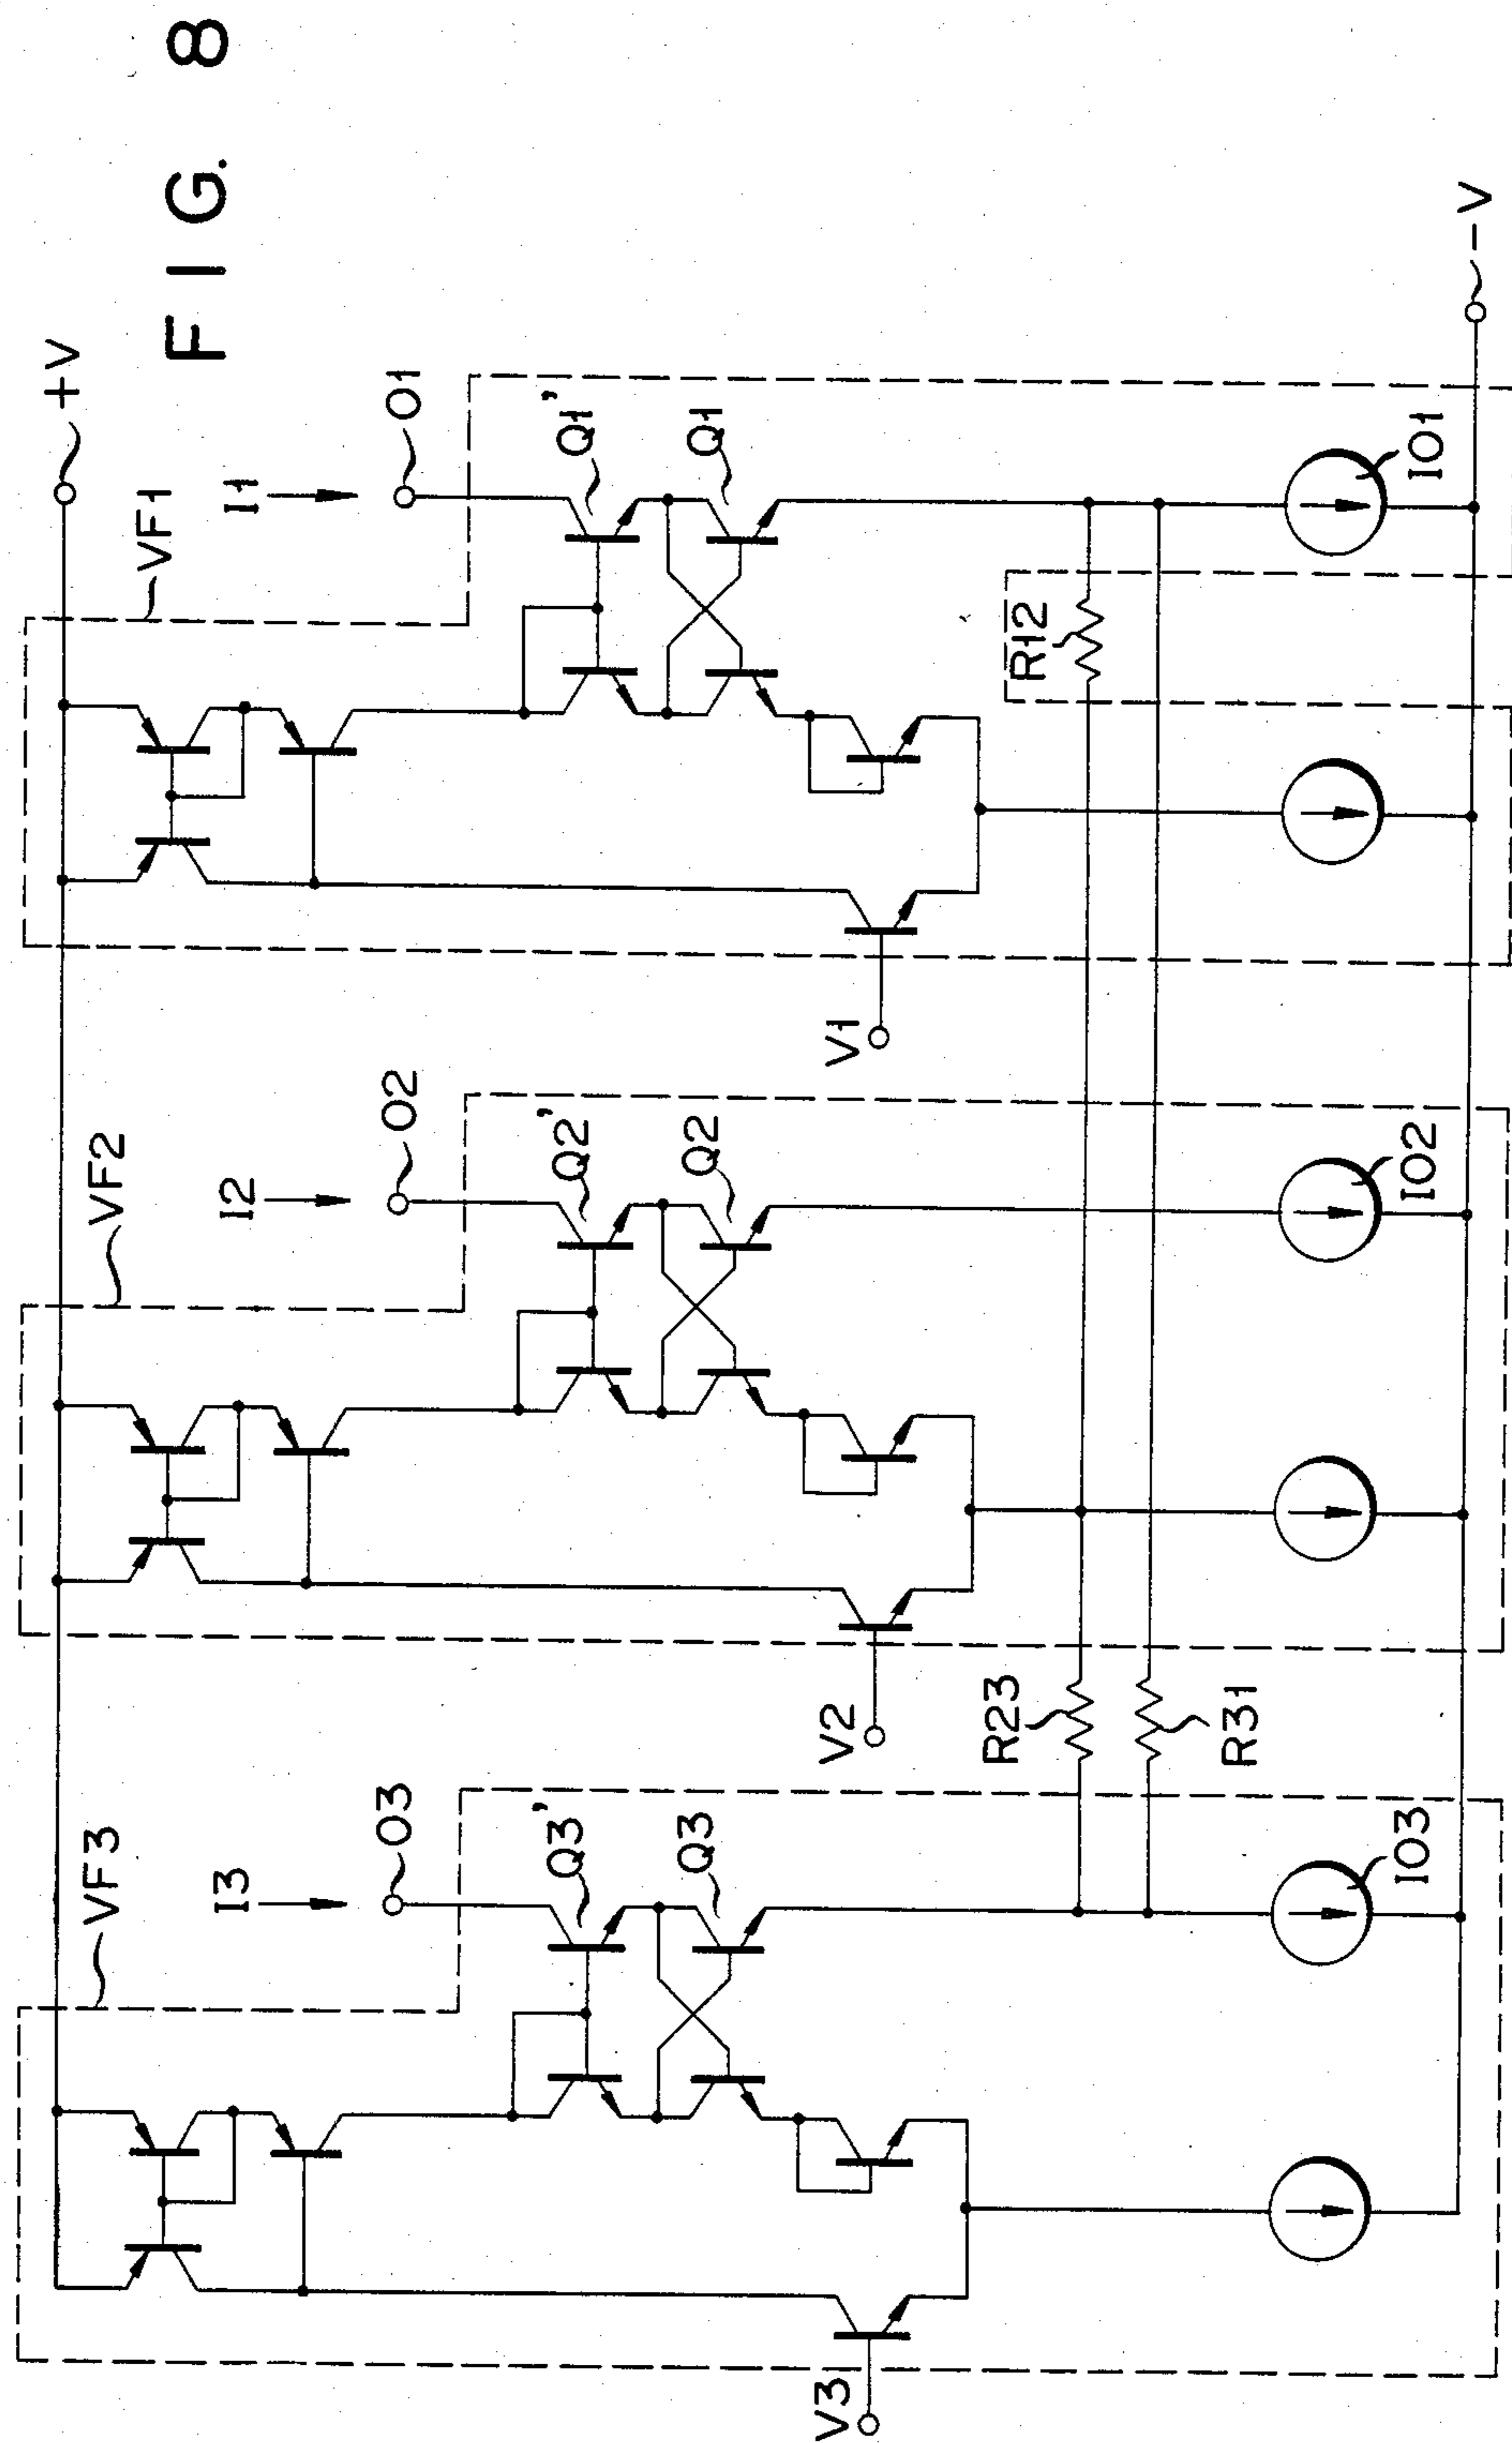 FIG. 8
+V
VF3
VF2
VF1
I3
I2
I1
O3
O2
O1
Q3'
Q2'
Q1'
Q3
Q2
Q1
V3
V2
V1
R23
R12
R31
IO3
IO2
IO1
-V